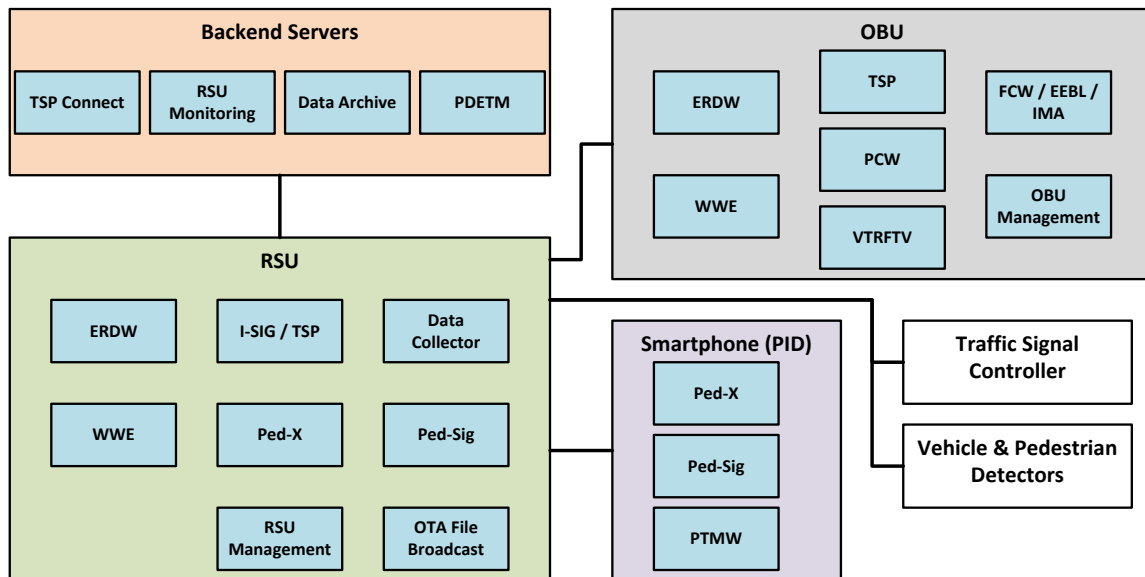 Backend Servers
TSP Connect
RSU
Monitoring
Data Archive
PDETM
OBU
ERDW
TSP
FCW / EEBL /
IMA
PCW
WWE
OBU
Management
VTRFTV
RSU
ERDW
I-SIG / TSP
Data
Collector
WWE
Ped-X
Ped-Sig
RSU
Management
OTA File
Broadcast
Smartphone (PID)
Ped-X
Ped-Sig
PTMW
Traffic Signal
Controller
Vehicle & Pedestrian
Detectors